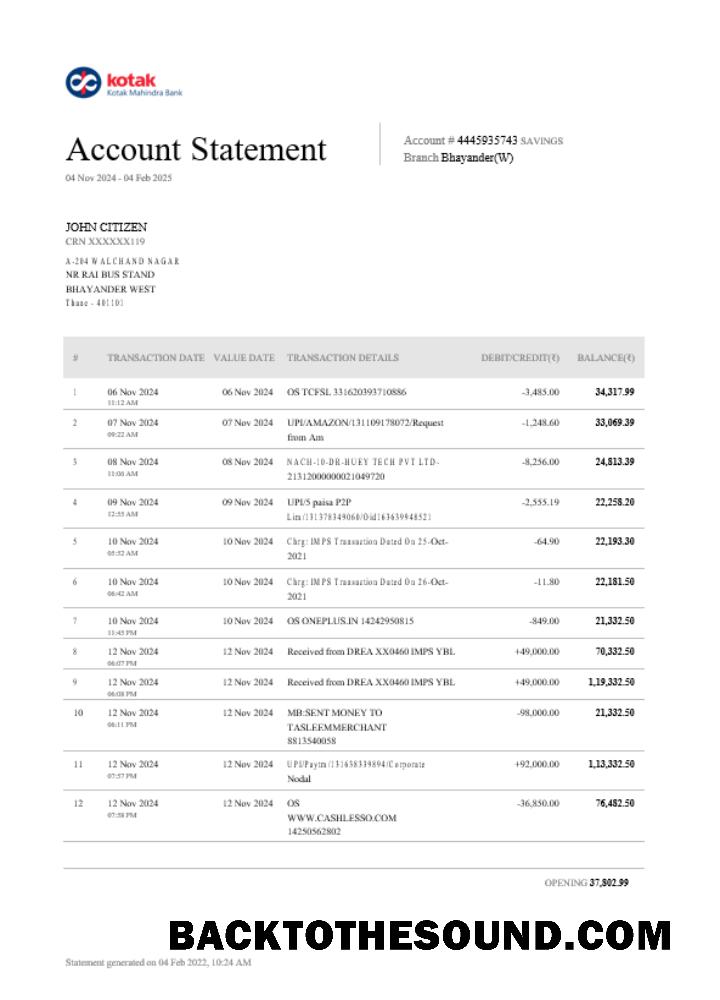 kotak
Kotak Mahindra Bank
Account Statement
04 Nov 2024 - 04 Feb 2025
Account # 4445935743 SAVINGS
Branch Bhayander(W)
JOHN CITIZEN
CRN XXXXXX119
A-204 WALCHAND NAGAR
NR RAI BUS STAND
BHAYANDER WEST
Thane - 401101
# TRANSACTION DATE VALUE DATE TRANSACTION DETAILS DEBIT/CREDIT(₹) BALANCE(₹)
1 06 Nov 2024 06 Nov 2024 OS TCFSL 331620393710886 -3,485.00 34,317.99
11:12 AM
2 07 Nov 2024 07 Nov 2024 UPI/AMAZON/131109178072/Request -1,248.60 33,069.39
09:22 AM from Am
3 08 Nov 2024 08 Nov 2024 NACH-10-DR-HUEY TECH PVT LTD- -8,256.00 24,813.39
11:06 AM 21312000000021049720
4 09 Nov 2024 09 Nov 2024 UPI/5 paisa P2P -2,555.19 22,258.20
12:55 AM Lim/131378349060/Oid163639948521
5 10 Nov 2024 10 Nov 2024 Chrg: IMPS Transaction Dated On 25-Oct- -64.90 22,193.30
05:52 AM 2021
6 10 Nov 2024 10 Nov 2024 Chrg: IMPS Transaction Dated On 26-Oct- -11.80 22,181.50
06:42 AM 2021
7 10 Nov 2024 10 Nov 2024 OS ONEPLUS.IN 14242950815 -849.00 21,332.50
11:45 PM
8 12 Nov 2024 12 Nov 2024 Received from DREA XX0460 IMPS YBL +49,000.00 70,332.50
06:07 PM
9 12 Nov 2024 12 Nov 2024 Received from DREA XX0460 IMPS YBL +49,000.00 1,19,332.50
06:08 PM
10 12 Nov 2024 12 Nov 2024 MB:SENT MONEY TO -98,000.00 21,332.50
06:11 PM TASLEEMMERCHANT
8813540058
11 12 Nov 2024 12 Nov 2024 UPI/Paytm/131638339894/Corporate +92,000.00 1,13,332.50
07:57 PM Nodal
12 12 Nov 2024 12 Nov 2024 OS -36,850.00 76,482.50
07:58 PM WWW.CASHLESSO.COM
14250562802
OPENING 37,802.99
BACKTOTHESOUND.COM
Statement generated on 04 Feb 2022, 10:24 AM